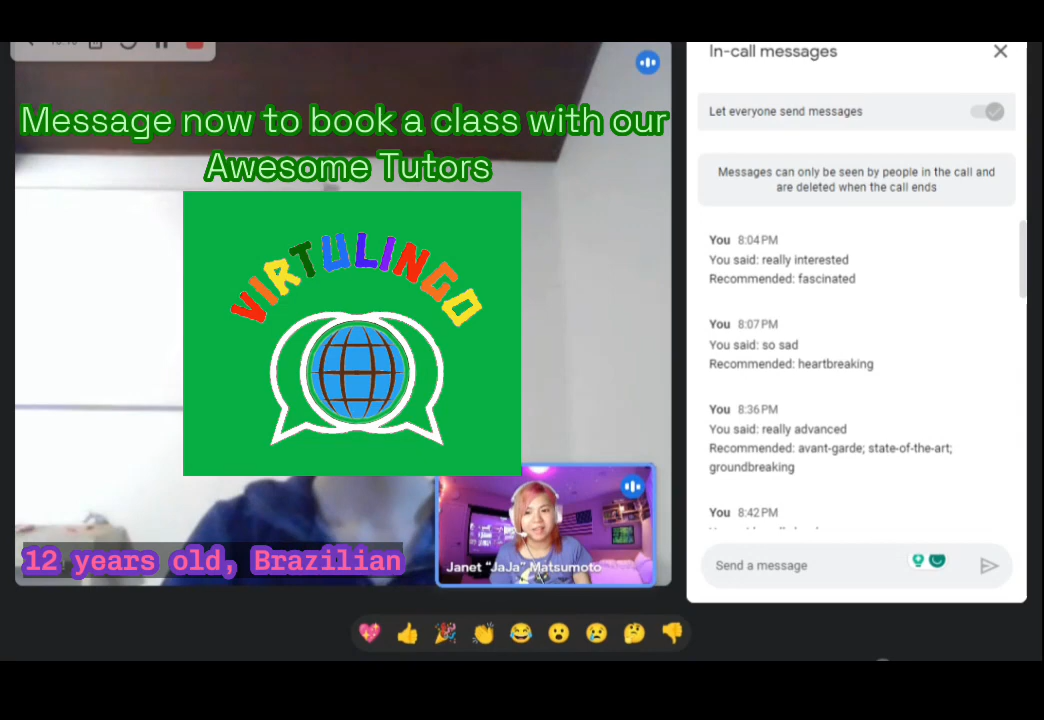 Message now to book a class with our
Awesome Tutors
VIRTULINGO
12 years old, Brazilian
Janet "JaJa" Matsumoto
In-call messages
Let everyone send messages
Messages can only be seen by people in the call and
are deleted when the call ends
You 8:04 PM
You said: really interested
Recommended: fascinated
You 8:07 PM
You said: so sad
Recommended: heartbreaking
You 8:36 PM
You said: really advanced
Recommended: avant-garde; state-of-the-art;
groundbreaking
You 8:42 PM
Send a message